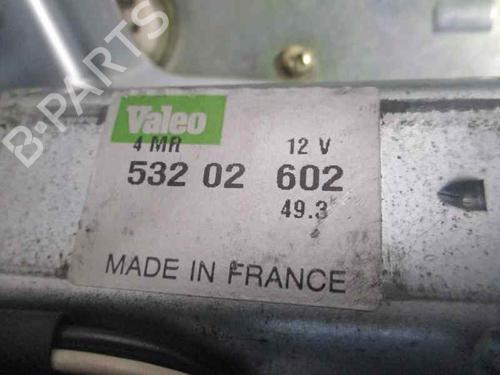 B-PARTS
Valeo
4 MR 12 V
532 02 602
49.3
MADE IN FRANCE